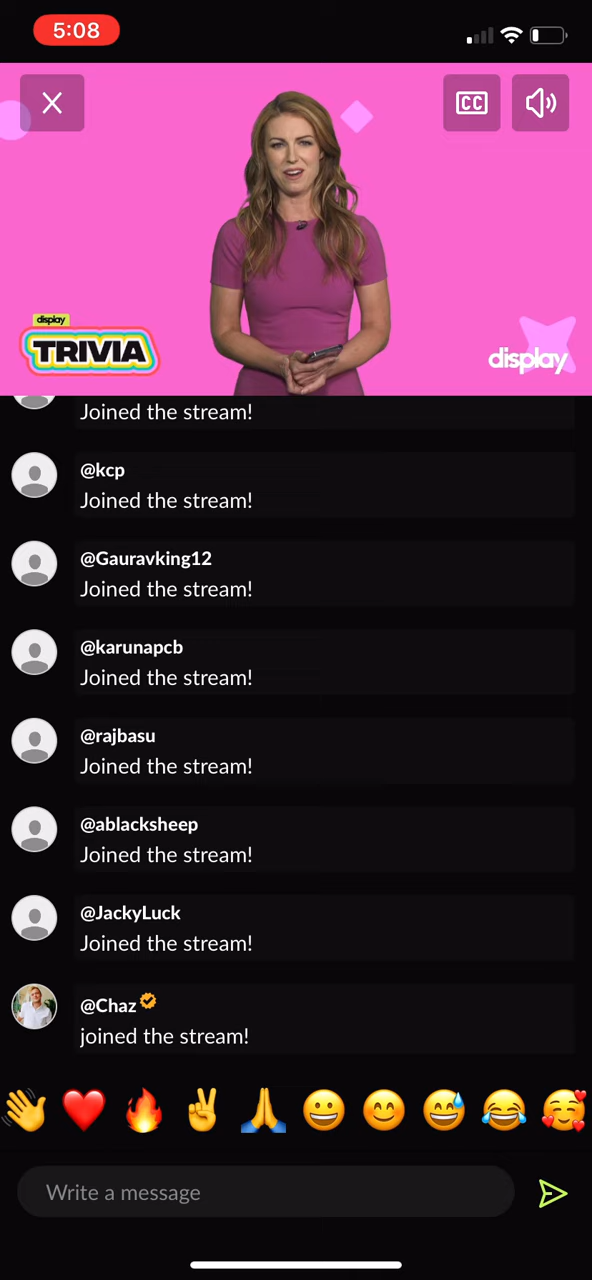 5:08
CC
display
TRIVIA
display
Joined the stream!
@kcp
Joined the stream!
@Gauravking12
Joined the stream!
@karunapcb
Joined the stream!
@rajbasu
Joined the stream!
@ablacksheep
Joined the stream!
@JackyLuck
Joined the stream!
@Chaz
joined the stream!
Write a message